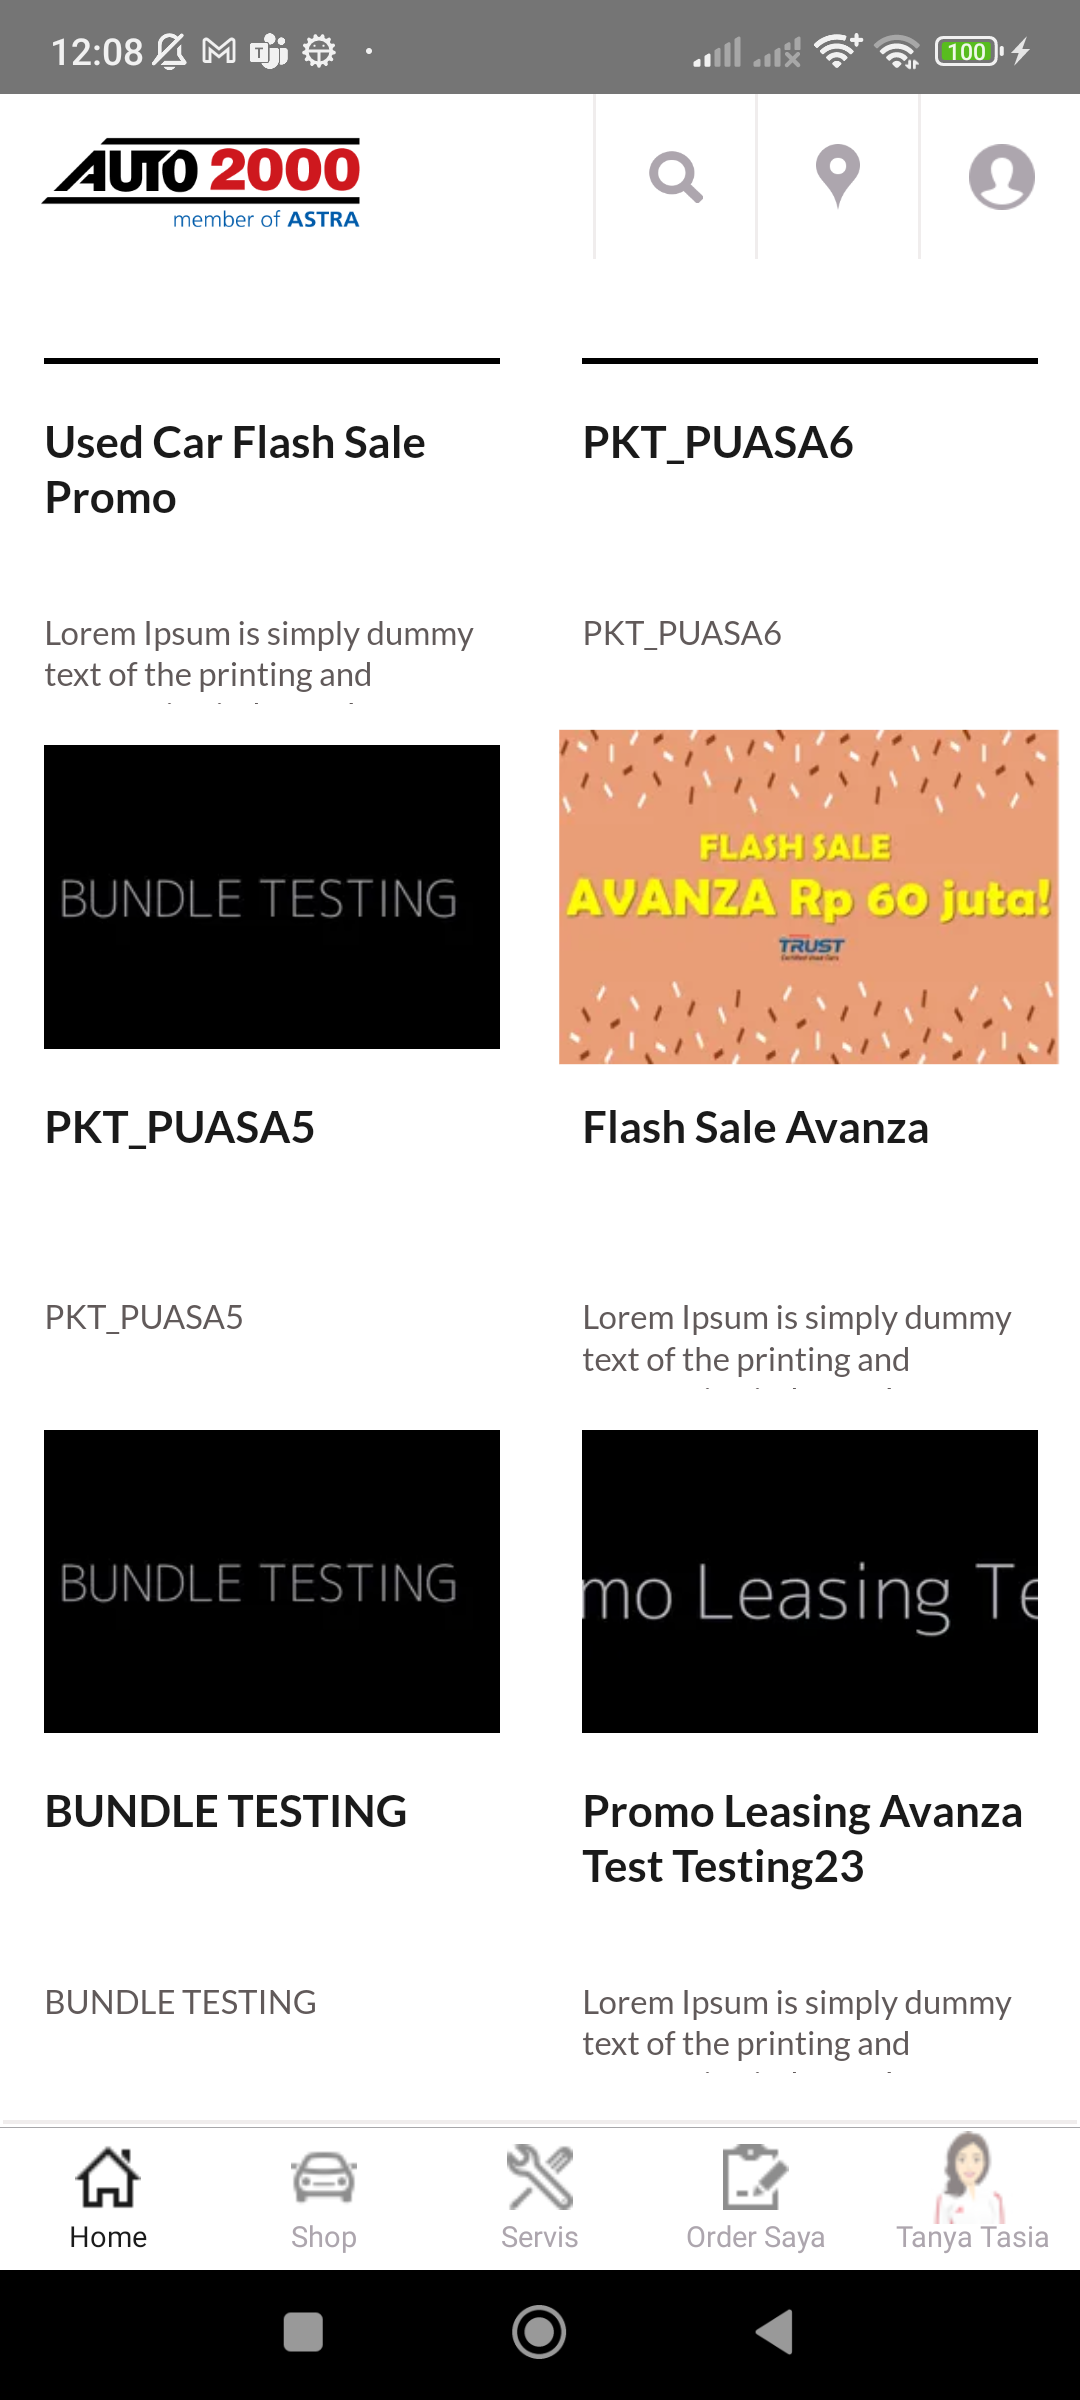 12:08
100
AUTO 2000
member of ASTRA
Used Car Flash Sale
Promo
PKT_PUASA6
Lorem Ipsum is simply dummy
text of the printing and
PKT_PUASA6
BUNDLE TESTING
FLASH SALE
AVANZA Rp 60 juta!
TRUST
PKT_PUASA5
Flash Sale Avanza
PKT_PUASA5
Lorem Ipsum is simply dummy
text of the printing and
BUNDLE TESTING
mo Leasing Te
BUNDLE TESTING
Promo Leasing Avanza
Test Testing23
BUNDLE TESTING
Lorem Ipsum is simply dummy
text of the printing and
Home
Shop
Servis
Order Saya
Tanya Tasia